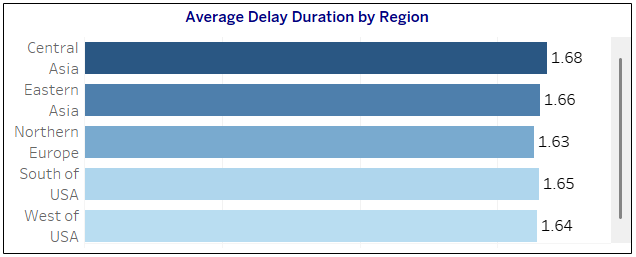 Average Delay Duration by Region
Central
Asia
1.68
Eastern
Asia
1.66
Northern
Europe
1.63
South of
USA
1.65
West of
USA
1.64